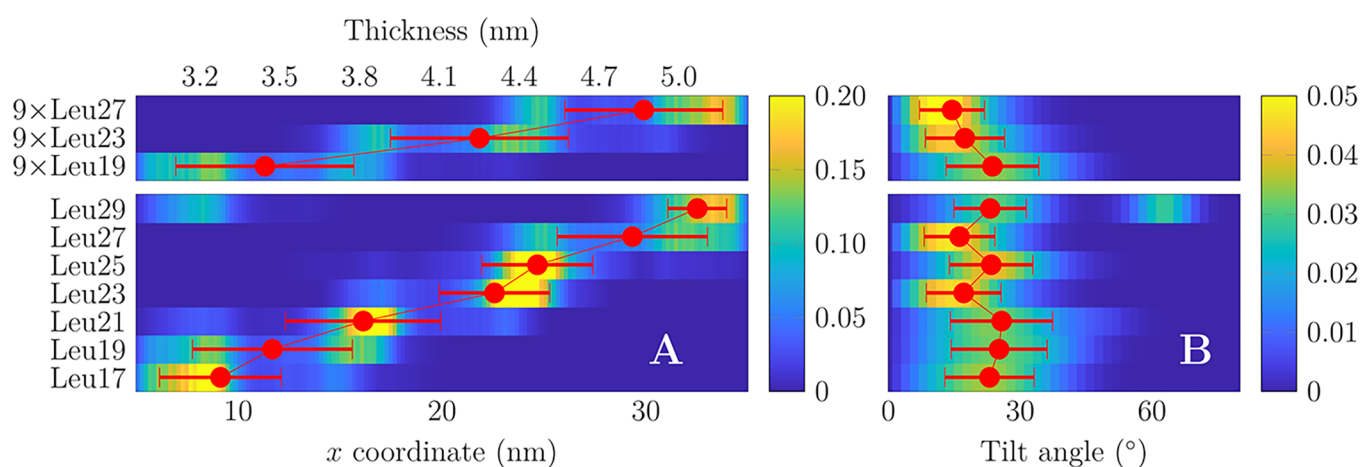 Thickness (nm)
3.2 3.5 3.8 4.1 4.4 4.7 5.0
9×Leu27
9×Leu23
9×Leu19
Leu29
Leu27
Leu25
Leu23
Leu21
Leu19
Leu17
A
10 20 30
x coordinate (nm)
0.20
0.15
0.10
0.05
0
B
0 30 60
Tilt angle (°)
0.05
0.04
0.03
0.02
0.01
0